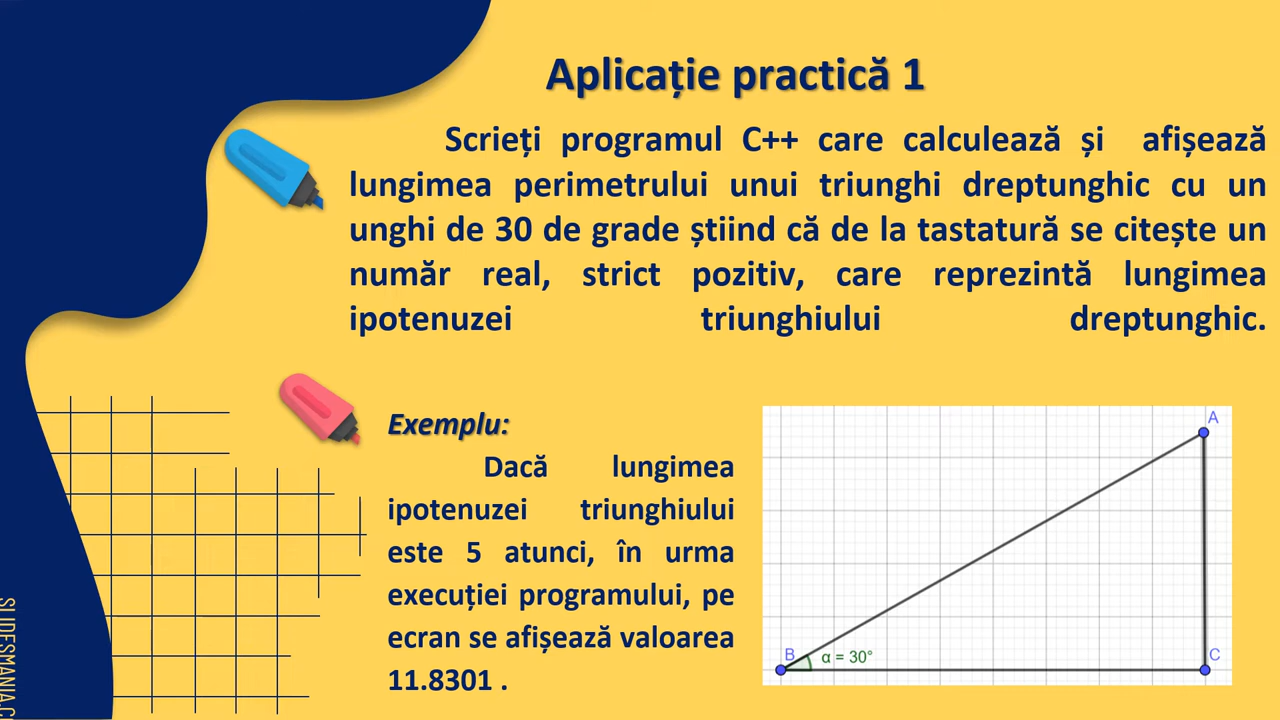 Aplicație practică 1
Scrieți programul C++ care calculează și afișează
lungimea perimetrului unui triunghi dreptunghic cu un
unghi de 30 de grade știind că de la tastatură se citește un
număr real, strict pozitiv, care reprezintă lungimea
ipotenuzei triunghiului dreptunghic.
Exemplu:
Dacă lungimea
ipotenuzei triunghiului
este 5 atunci, în urma
execuției programului, pe
ecran se afișează valoarea
11.8301 .
A
B
α = 30°
C